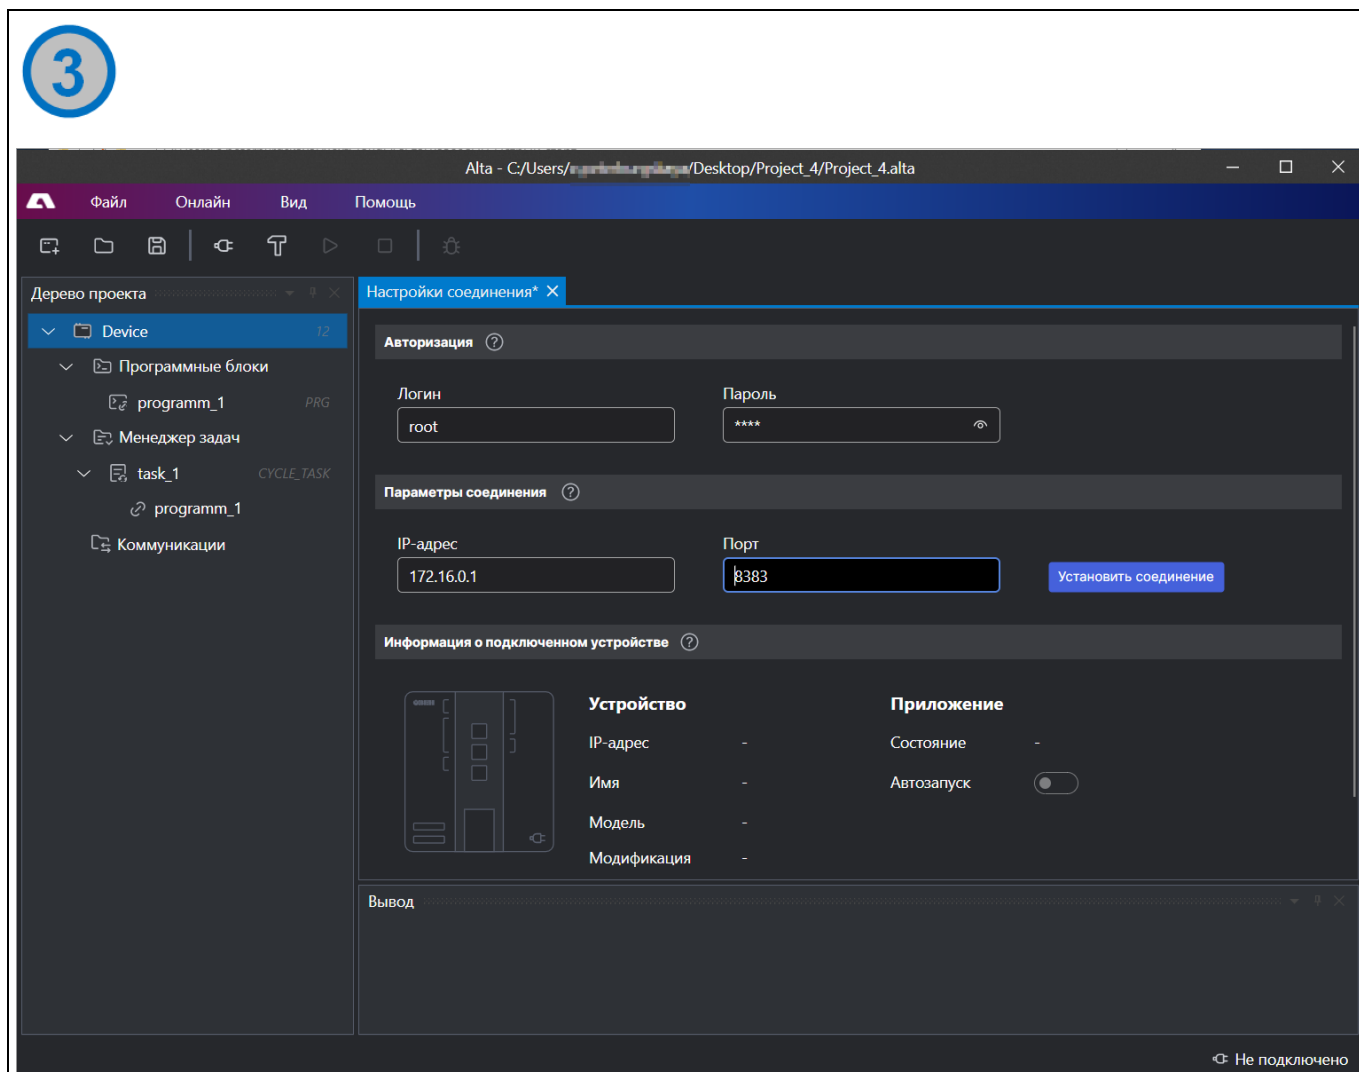 3
Alta - C:/Users/ /Desktop/Project_4/Project_4.alta
Файл Онлайн Вид Помощь
Дерево проекта
Настройки соединения*
Device 12
Программные блоки
programm_1 PRG
Менеджер задач
task_1 CYCLE_TASK
programm_1
Коммуникации
Авторизация ?
Логин Пароль
root ****
Параметры соединения ?
IP-адрес Порт
172.16.0.1 8383 Установить соединение
Информация о подключенном устройстве ?
Устройство Приложение
IP-адрес - Состояние -
Имя - Автозапуск
Модель -
Модификация -
Вывод
Не подключено